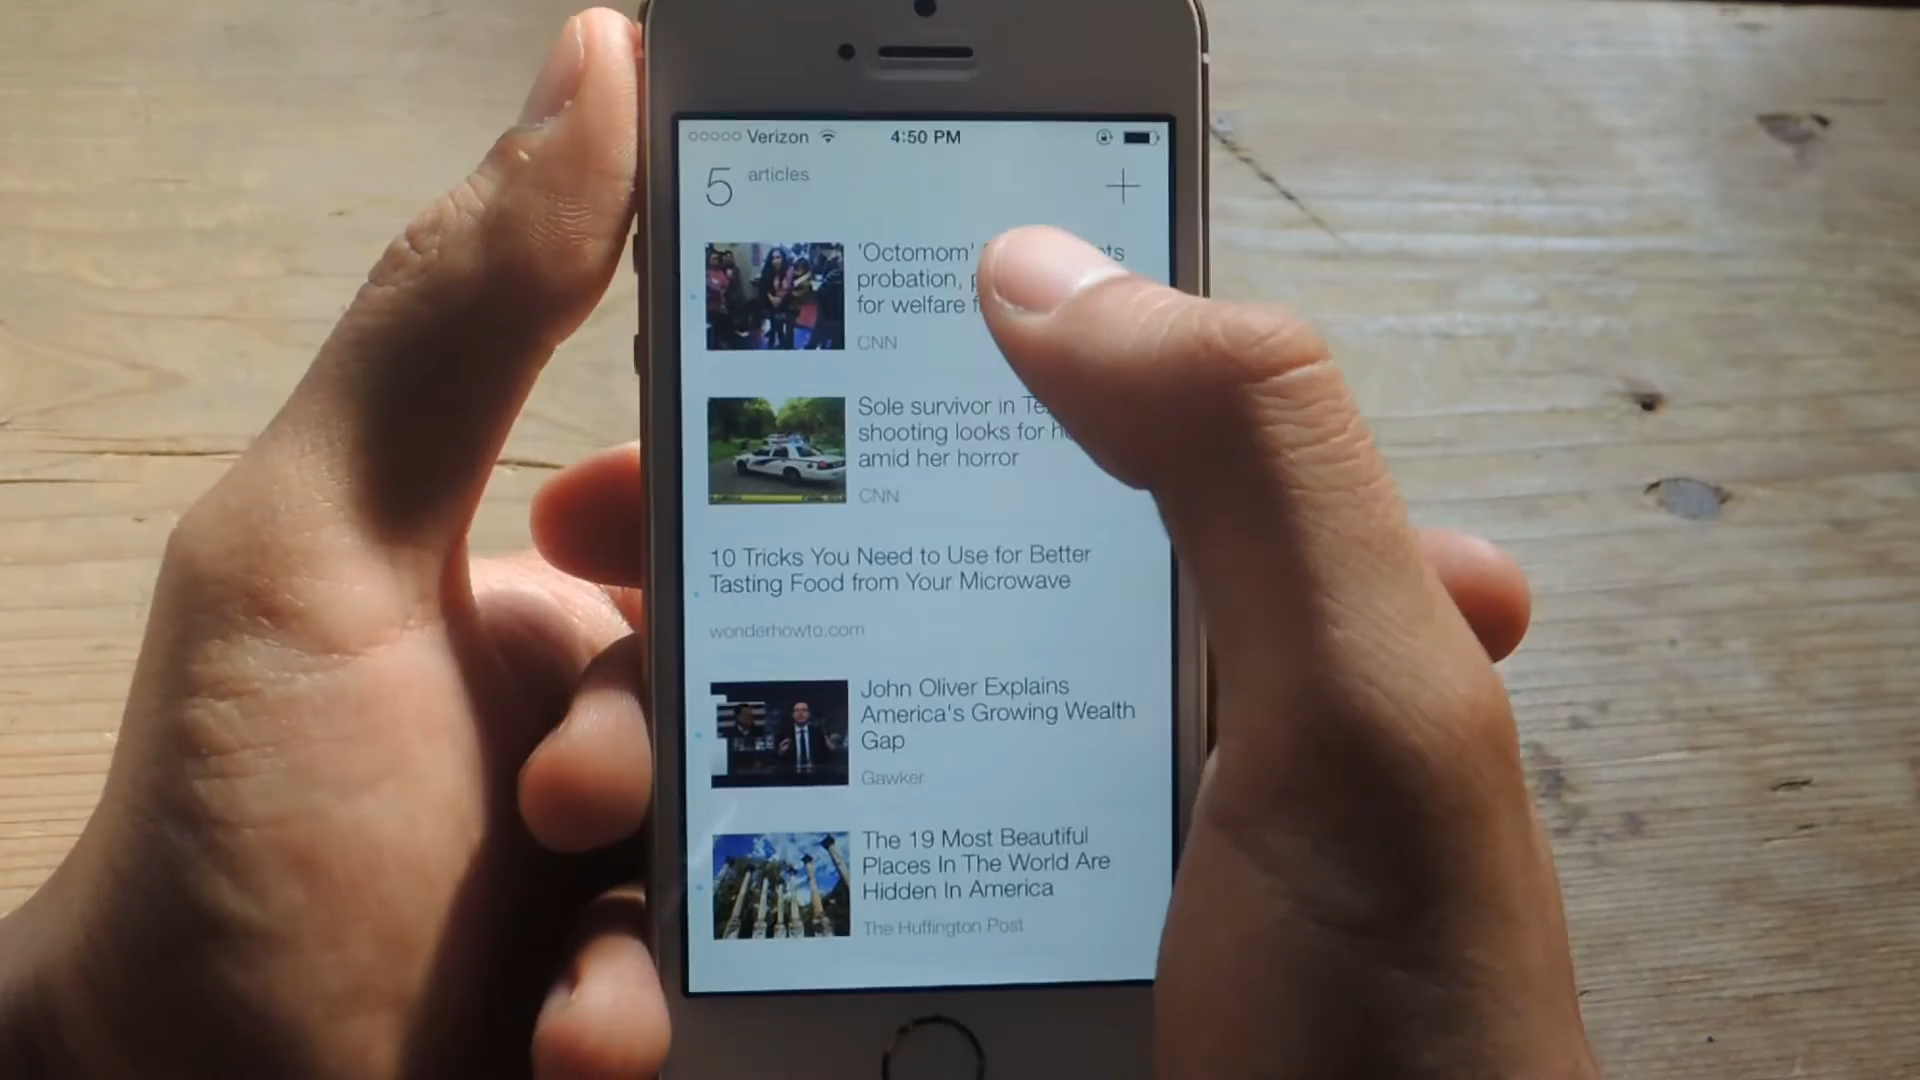 Verizon 4:50 PM
5 articles
'Octomom'
probation,
for welfare
CNN
Sole survivor in
shooting looks for
amid her horror
CNN
10 Tricks You Need to Use for Better
Tasting Food from Your Microwave
wonderhowto.com
John Oliver Explains
America's Growing Wealth
Gap
Gawker
The 19 Most Beautiful
Places In The World Are
Hidden In America
The Huffington Post